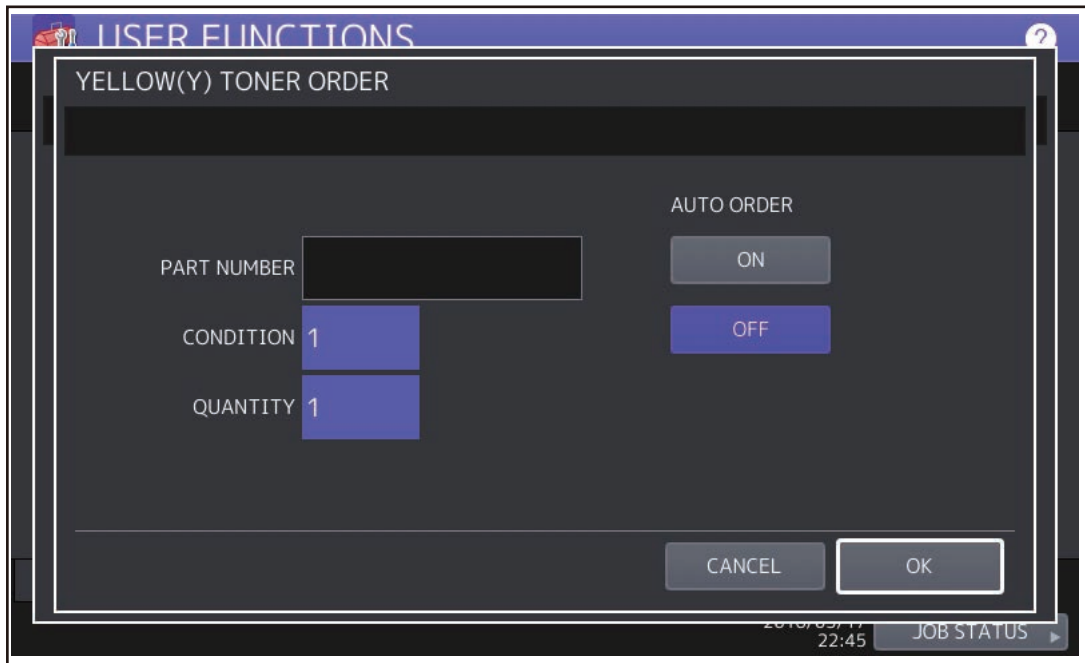 USER FUNCTIONS
?
YELLOW(Y) TONER ORDER
AUTO ORDER
PART NUMBER
ON
CONDITION 1
OFF
QUANTITY 1
CANCEL
OK
22:45
JOB STATUS